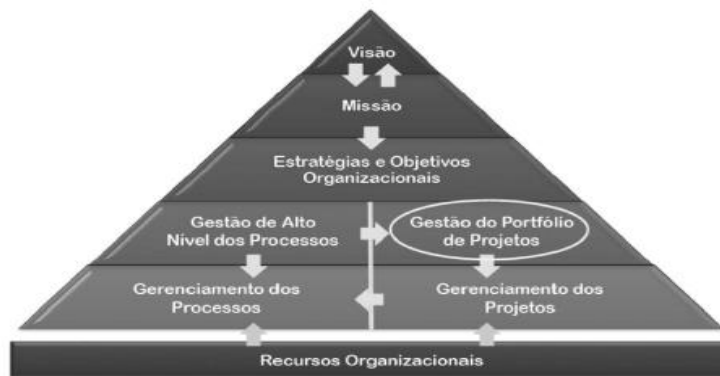 Visão
Missão
Estratègias e Objetivos
Organizacionais
Gestão de Alto
Nível dos Processos
Gestão do Portfólio
de Projetos
Gerenciamento dos
Processos
Gerenciamento dos
Projetos
Recursos Organizacionais